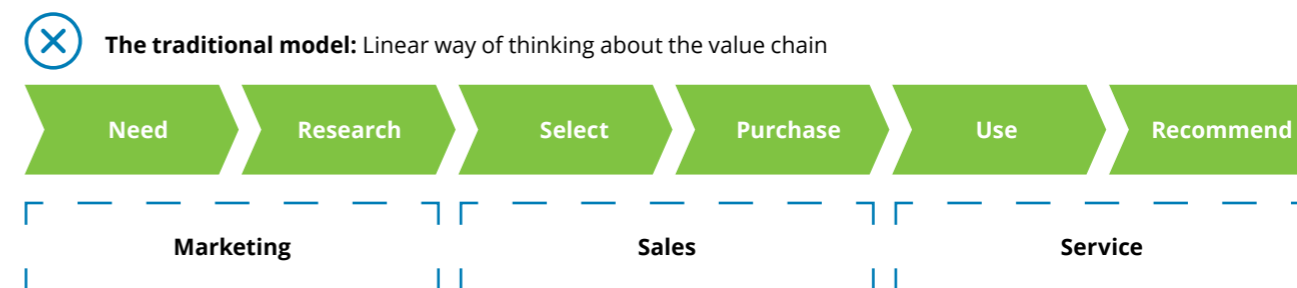 The traditional model: Linear way of thinking about the value chain
Need Research Select Purchase Use Recommend
Marketing Sales Service